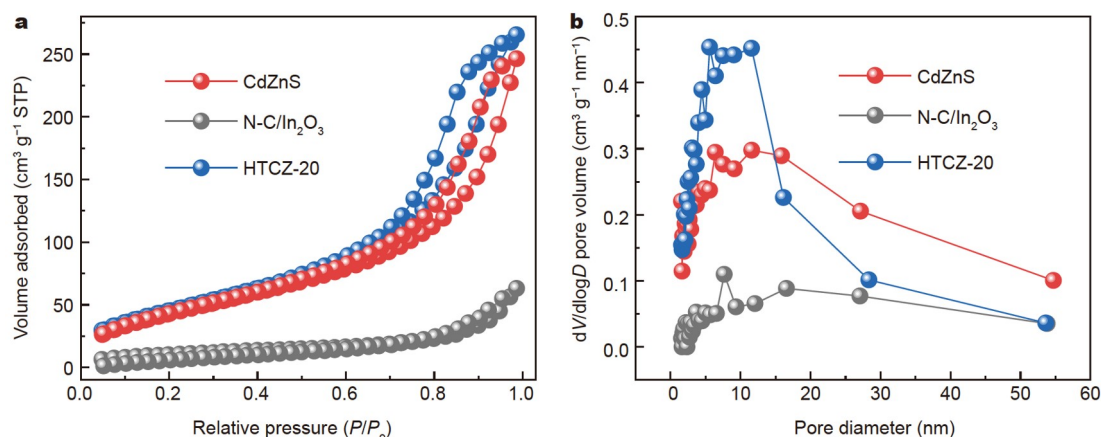 a
250
200
150
100
50
0
Volume adsorbed (cm³ g⁻¹ STP)
CdZnS
N-C/In₂O₃
HTCZ-20
0.0 0.2 0.4 0.6 0.8 1.0
Relative pressure (P/P₀)
b
0.5
0.4
0.3
0.2
0.1
0.0
dV/dlogD pore volume (cm³ g⁻¹ nm⁻¹)
CdZnS
N-C/In₂O₃
HTCZ-20
0 10 20 30 40 50 60
Pore diameter (nm)